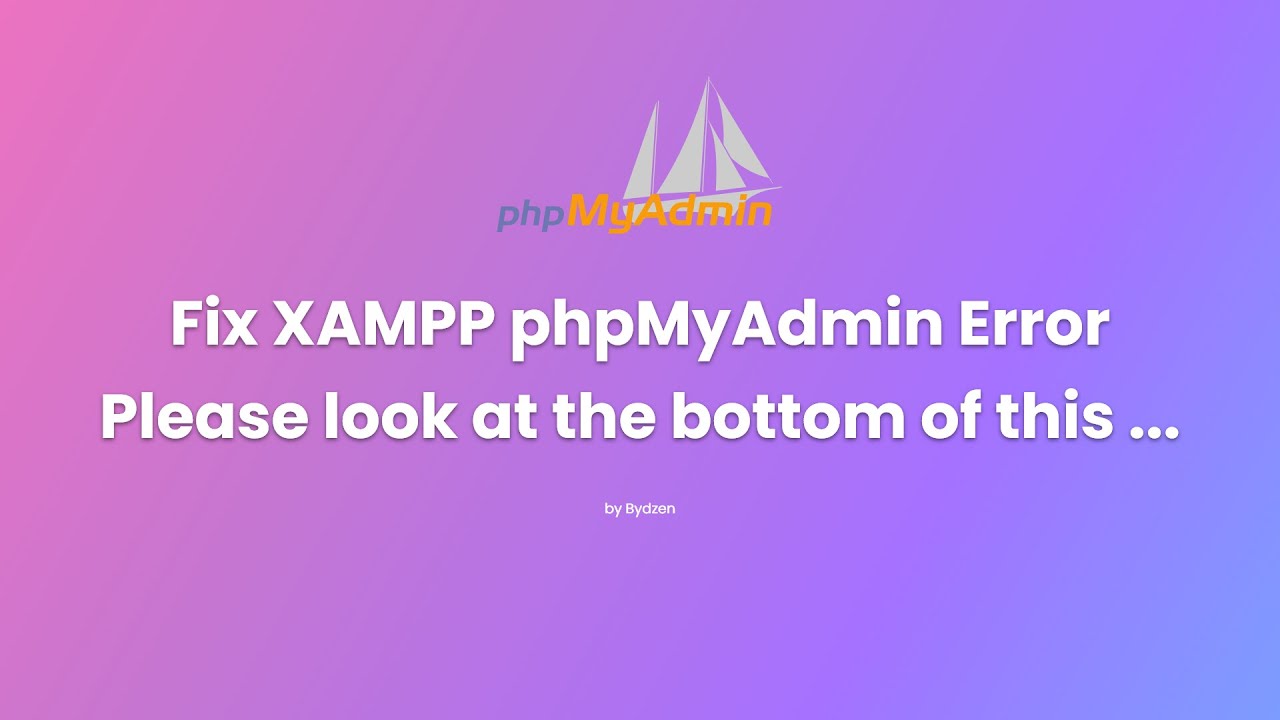 phpMyAdmin
Fix XAMPP phpMyAdmin Error
Please look at the bottom of this ...
by Bydzen